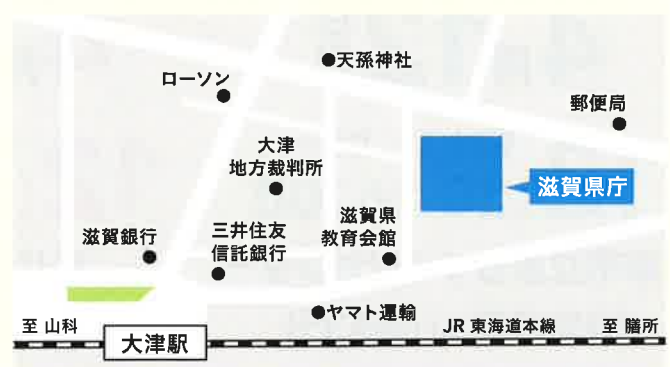 天孫神社
ローソン
郵便局
大津
地方裁判所
滋賀県庁
滋賀県
教育会館
三井住友
信託銀行
滋賀銀行
ヤマト運輸
至 山科
JR 東海道本線
至 膳所
大津駅